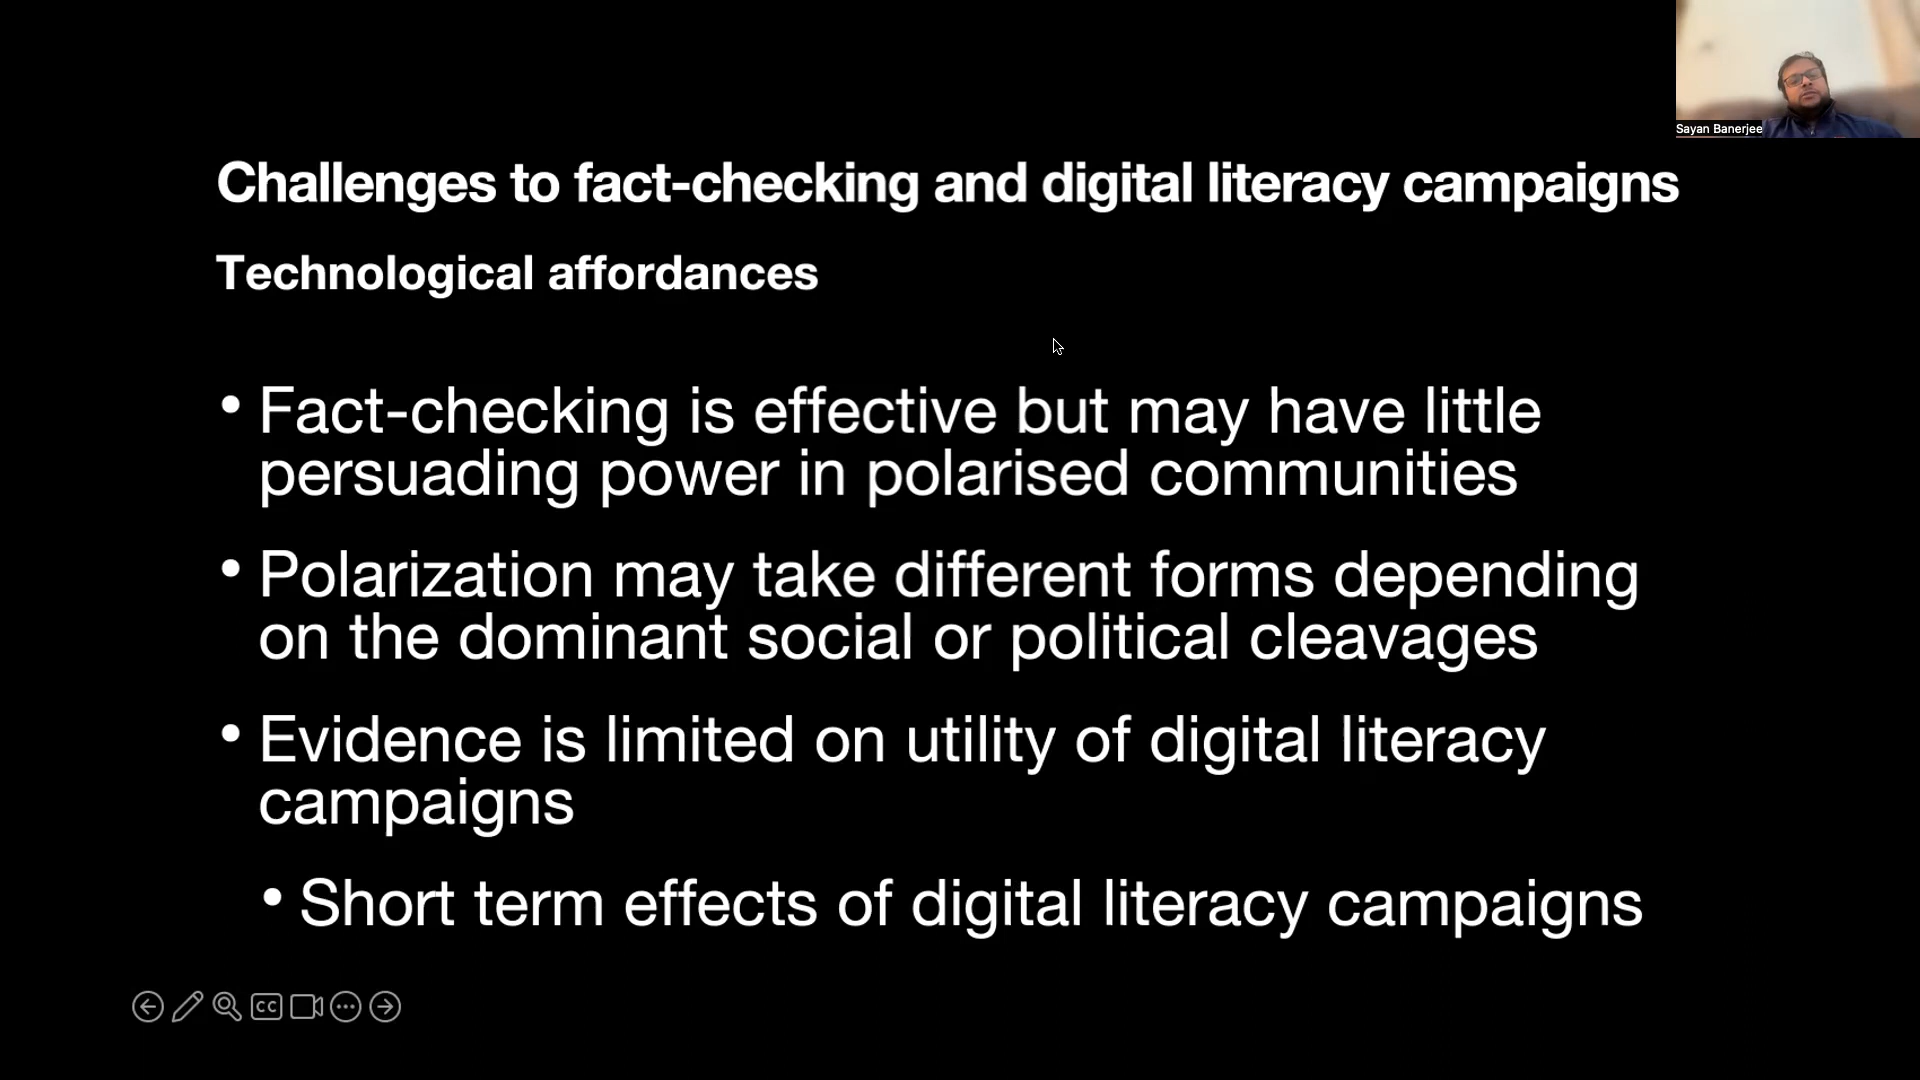 Sayan Banerjee
Challenges to fact-checking and digital literacy campaigns
Technological affordances
• Fact-checking is effective but may have little
persuading power in polarised communities
• Polarization may take different forms depending
on the dominant social or political cleavages
• Evidence is limited on utility of digital literacy
campaigns
• Short term effects of digital literacy campaigns
CC